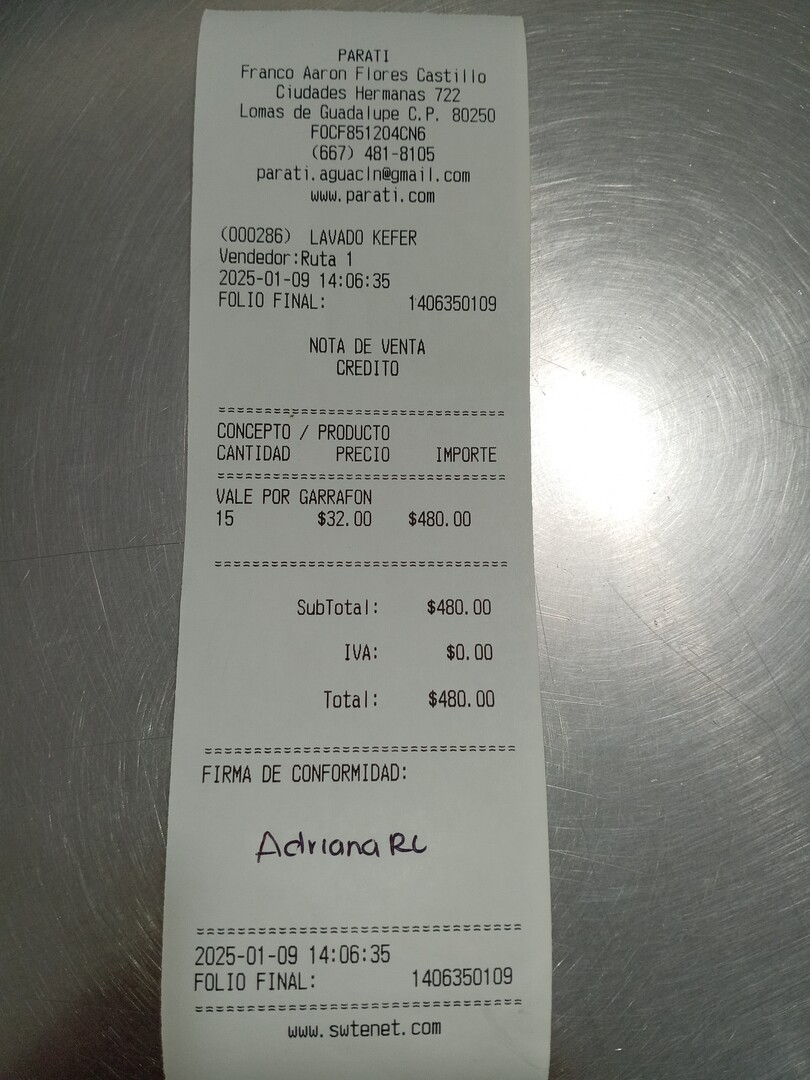 PARATI
Franco Aaron Flores Castillo
Ciudades Hermanas 722
Lomas de Guadalupe C.P. 80250
FOCF851204CN6
(667) 481-8105
parati.aguacln@gmail.com
www.parati.com
(000286) LAVADO KEFER
Vendedor:Ruta 1
2025-01-09 14:06:35
FOLIO FINAL: 1406350109
NOTA DE VENTA
CREDITO
==============================
CONCEPTO / PRODUCTO
CANTIDAD PRECIO IMPORTE
==============================
VALE POR GARRAFON
15 $32.00 $480.00
==============================
SubTotal: $480.00
IVA: $0.00
Total: $480.00
==============================
FIRMA DE CONFORMIDAD:
Adriana RL
==============================
2025-01-09 14:06:35
FOLIO FINAL: 1406350109
==============================
www.swtenet.com